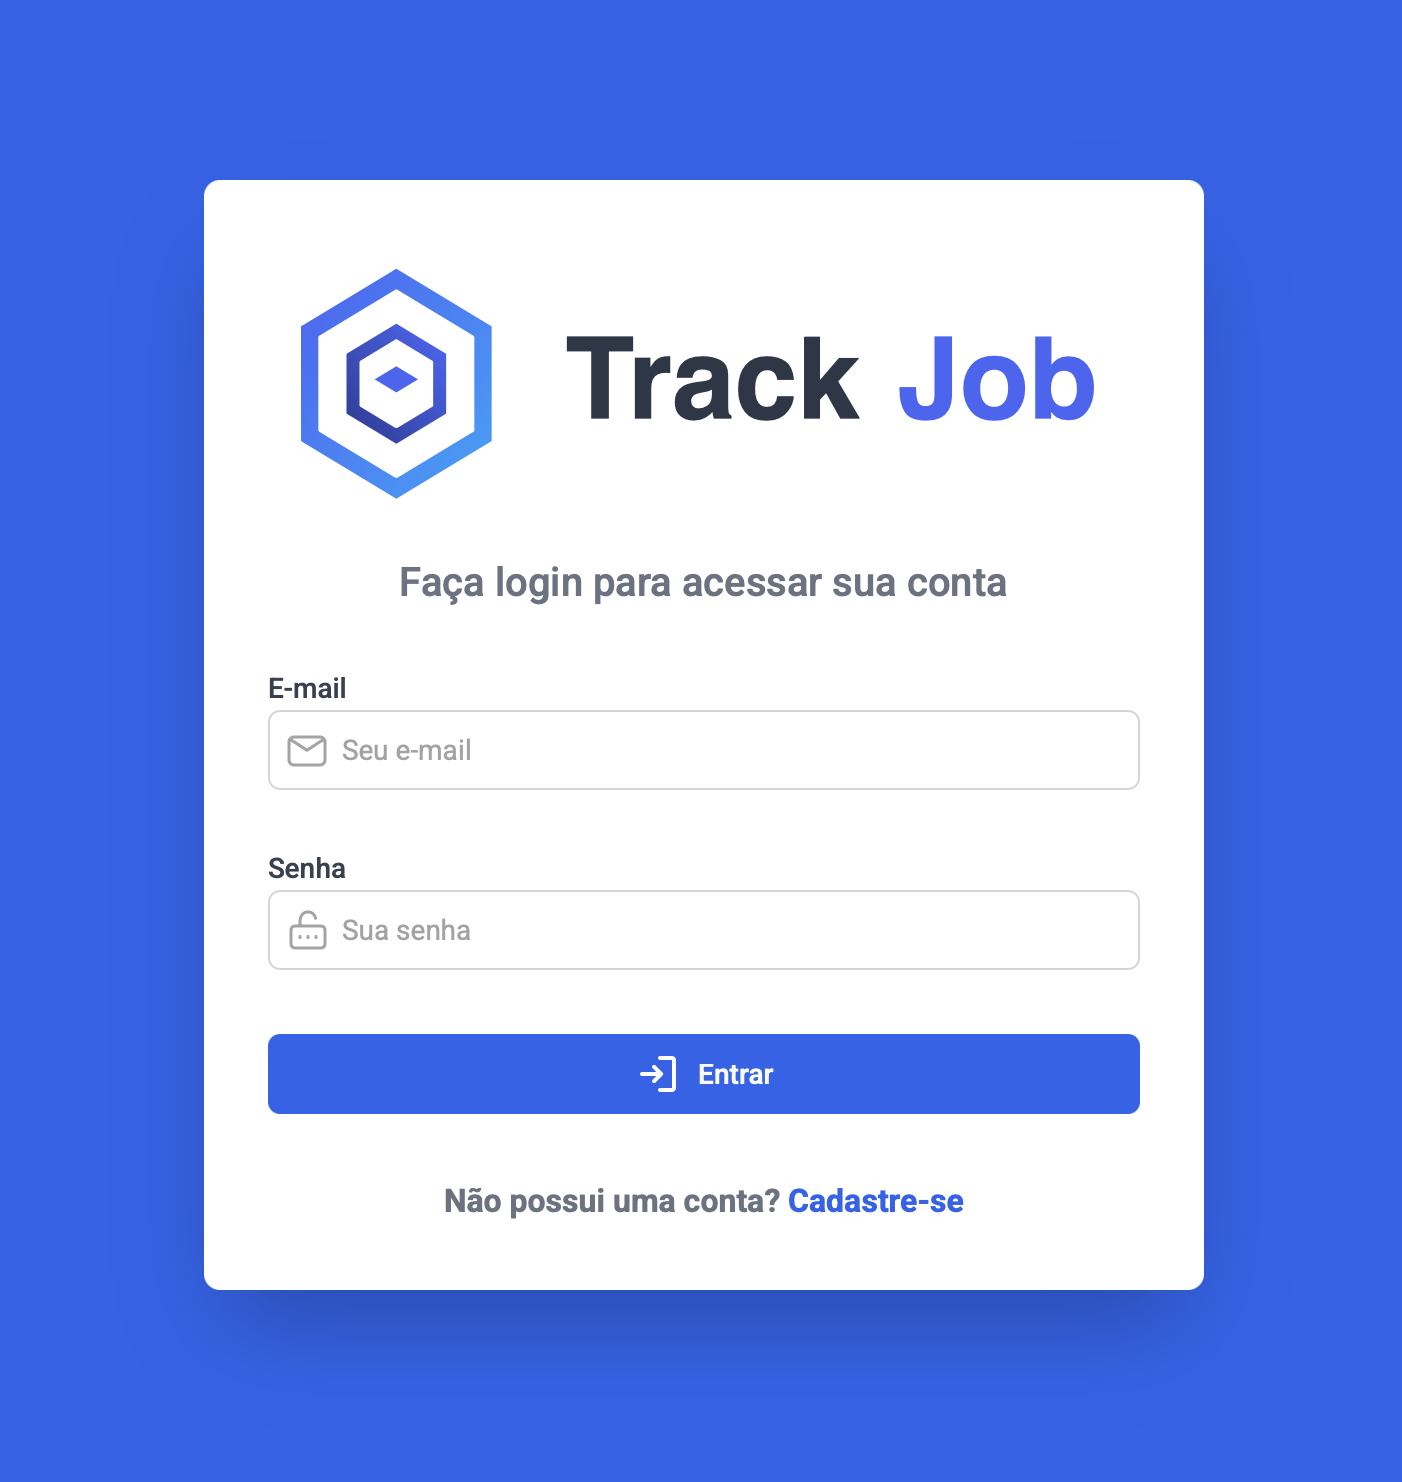 Track Job
Faça login para acessar sua conta
E-mail
Seu e-mail
Senha
Sua senha
Entrar
Não possui uma conta? Cadastre-se